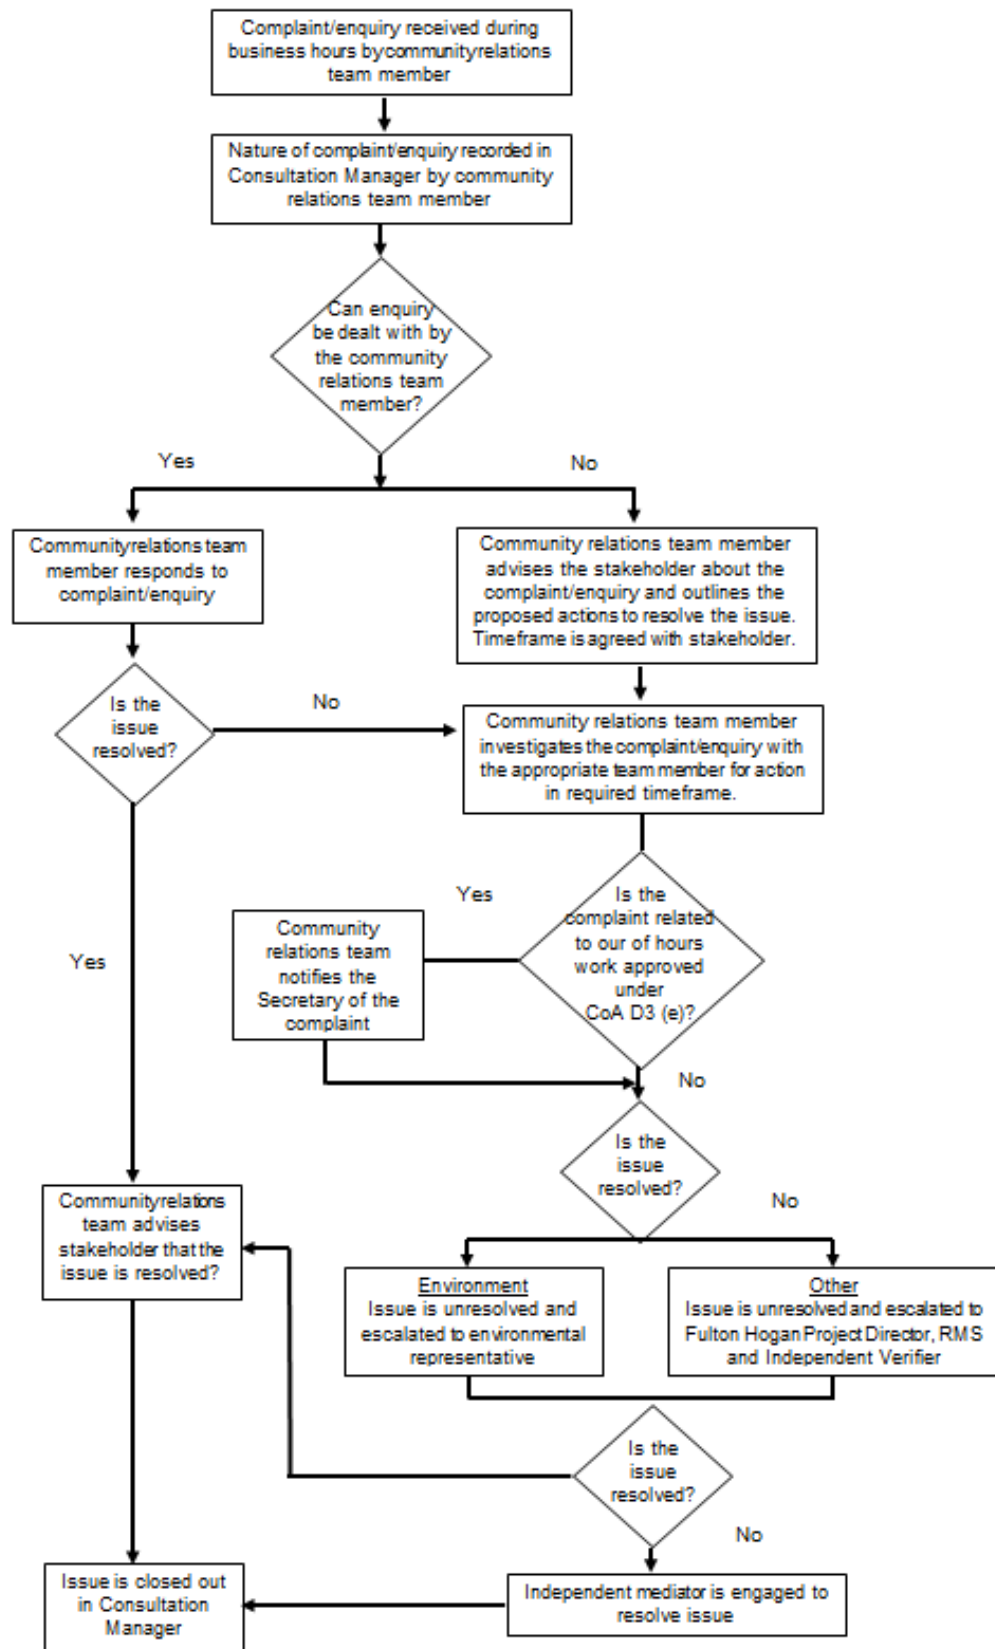 Complaint/enquiry received during
business hours bycommunityrelations
team member
Nature of complaint/enquiry recorded in
Consultation Manager by community
relations team member
Can enquiry
be dealt with by
the community
relations team
member?
Yes
No
Communityrelations team
member responds to
complaint/enquiry
Community relations team member
advises the stakeholder about the
complaint/enquiry and outlines the
proposed actions to resolve the issue.
Timeframe is agreed with stakeholder.
Is the
issue
resolved?
No
Community relations team member
investigates the complaint/enquiry with
the appropriate team member for action
in required timeframe.
Yes
Is the
complaint related
to our of hours
work approved
under
CoA D3 (e)?
Community
relations team
notifies the
Secretary of the
complaint
Yes
No
Is the
issue
resolved?
No
Communityrelations
team advises
stakeholder that the
issue is resolved?
Environment
Issue is unresolved and
escalated to environmental
representative
Other
Issue is unresolved and escalated to
Fulton Hogan Project Director, RMS
and Independent Verifier
Is the
issue
resolved?
No
Issue is closed out
in Consultation
Manager
Independent mediator is engaged to
resolve issue